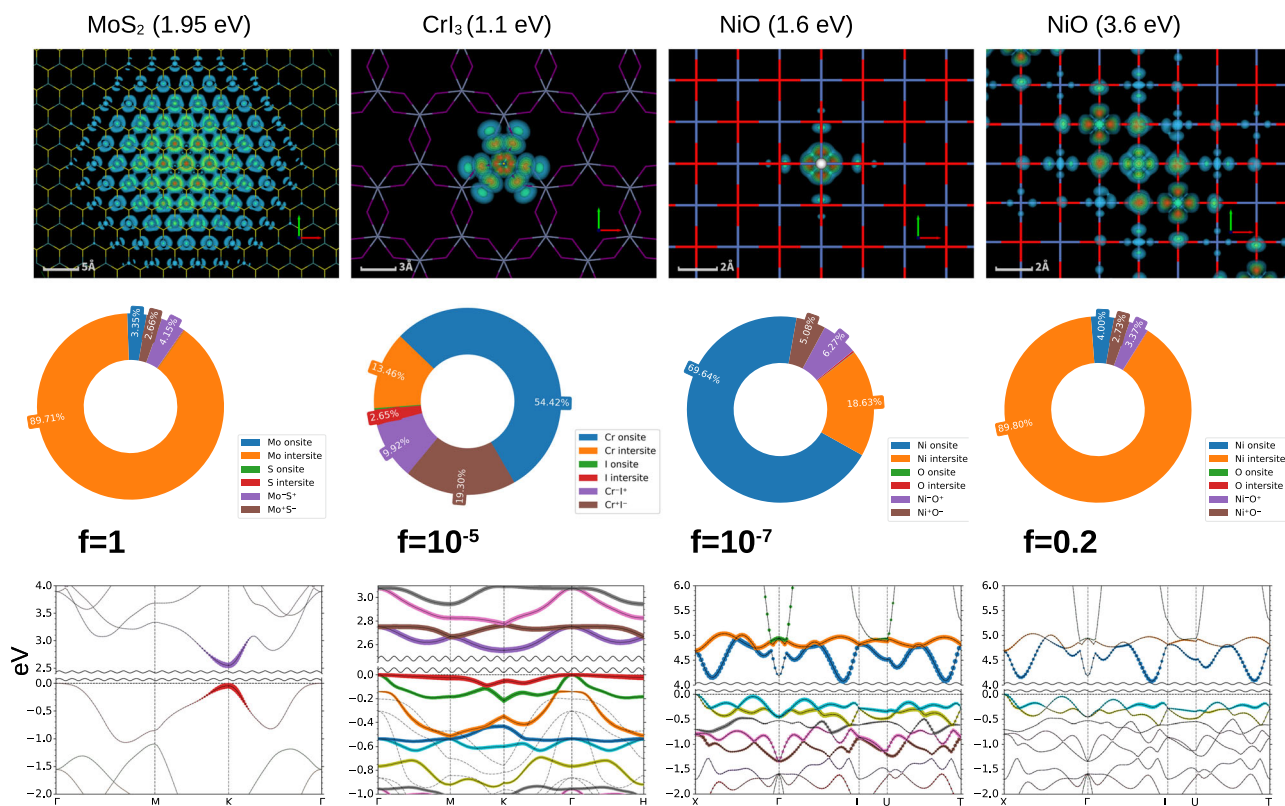 MoS₂ (1.95 eV)
CrI₃ (1.1 eV)
NiO (1.6 eV)
NiO (3.6 eV)
5Å
3Å
2Å
2Å
3.35%
2.66%
4.15%
89.71%
Mo onsite
Mo intersite
S onsite
S intersite
Mo⁻S⁺
Mo⁺S⁻
13.46%
2.65%
9.92%
19.30%
54.42%
Cr onsite
Cr intersite
I onsite
I intersite
Cr⁻I⁺
Cr⁺I⁻
69.64%
5.08%
6.27%
18.63%
Ni onsite
Ni intersite
O onsite
O intersite
Ni⁻O⁺
Ni⁺O⁻
4.00%
2.73%
3.37%
89.80%
Ni onsite
Ni intersite
O onsite
O intersite
Ni⁻O⁺
Ni⁺O⁻
f=1
f=10⁻⁵
f=10⁻⁷
f=0.2
eV
4.0
3.5
3.0
2.5
0.0
−0.5
−1.0
−1.5
−2.0
Γ M K Γ
3.0
2.8
2.6
0.0
−0.2
−0.4
−0.6
−0.8
−1.0
Γ M K Γ H
6.0
5.5
5.0
4.5
4.0
0.0
−0.5
−1.0
−1.5
−2.0
X Γ I U T
6.0
5.5
5.0
4.5
4.0
0.0
−0.5
−1.0
−1.5
−2.0
X Γ I U T